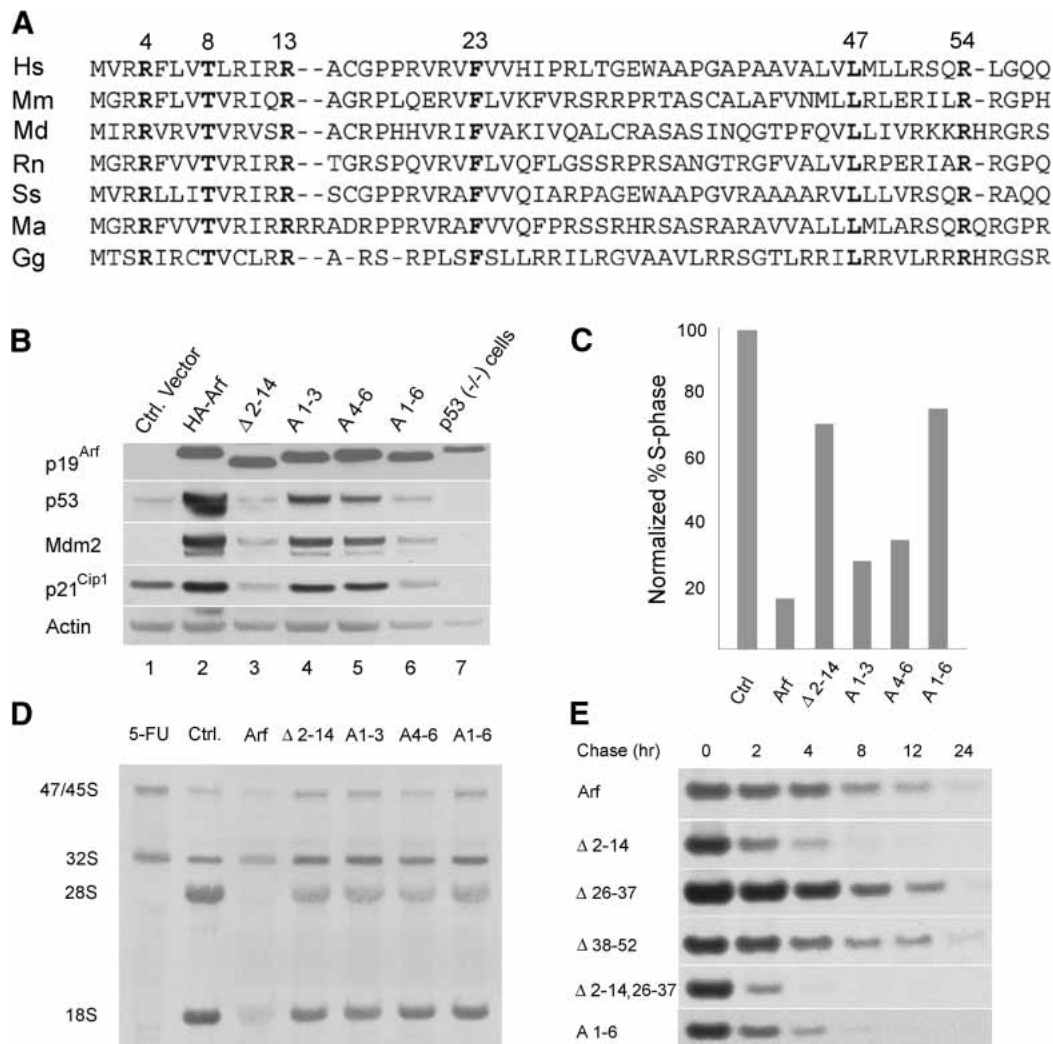 A
4 8 13 23 47 54
Hs MVRRFLVTLRIRR--ACGPPRVRVFVVHIPRLTGEWAAPGAPAAVALVLMLLRSQR-LGQQ
Mm MGRRFLVTVRIQR--AGRPLQERVFLVKFVRSRRPRTASCALAFVNMLLRLERILR-RGPH
Md MIRRVRVTVRVSR--ACRPHHVRIFVAKIVQALCRASASINQGTPFQVLLIVRKKRHRGRS
Rn MGRRFVVTVRIRR--TGRSPQVRVFLVQFLGSSRPRSANGTRGFVALVLRPERIAR-RGPQ
Ss MVRRLLITVRIRR--SCGPPRVRAFVVQIARPAGEWAAPGVRAAAARVLLLVRSQR-RAQQ
Ma MGRRFVVTVRIRRRRADRPPRVRAFVVQFPRSSRHRSASRARAVVALLLMLARSQRQRGPR
Gg MTSRIRCTVCLRR--A-RS-RPLSFSLLRRILRGVAAVLRRSGTLRRILRRVLRRRHRGSR
B
Ctrl. Vector HA-Arf Δ 2-14 A 1-3 A 4-6 A 1-6 p53 (-/-) cells
p19Arf
p53
Mdm2
p21Cip1
Actin
1 2 3 4 5 6 7
C
Normalized % S-phase
100
80
60
40
20
Ctrl Arf Δ 2-14 A 1-3 A 4-6 A 1-6
D
5-FU Ctrl. Arf Δ 2-14 A1-3 A4-6 A1-6
47/45S
32S
28S
18S
E
Chase (hr) 0 2 4 8 12 24
Arf
Δ 2-14
Δ 26-37
Δ 38-52
Δ 2-14,26-37
A 1-6